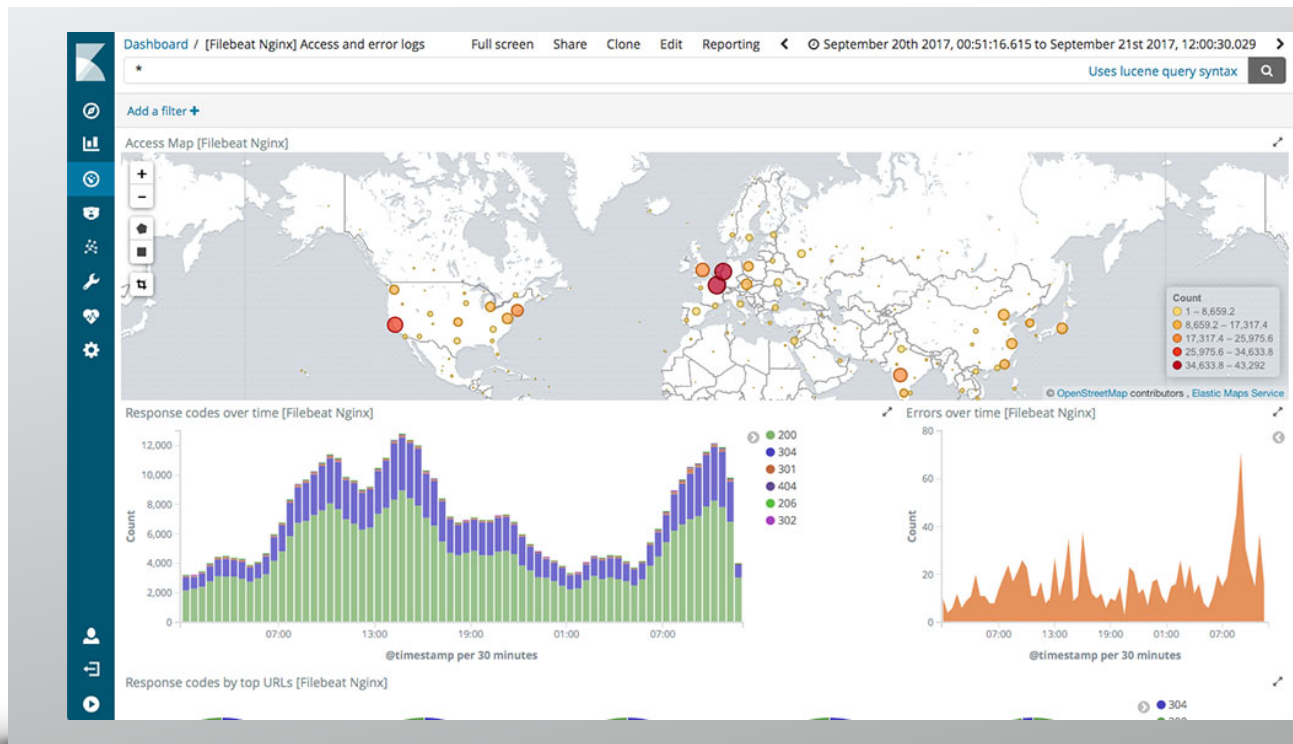 Dashboard / [Filebeat Nginx] Access and error logs Full screen Share Clone Edit Reporting September 20th 2017, 00:51:16.615 to September 21st 2017, 12:00:30.029
* Uses lucene query syntax
Add a filter +
Access Map [Filebeat Nginx]
+
−
Count
1 – 8,659.2
8,659.2 – 17,317.4
17,317.4 – 25,975.6
25,975.6 – 34,633.8
34,633.8 – 43,292
© OpenStreetMap contributors , Elastic Maps Service
Response codes over time [Filebeat Nginx]
12,000
10,000
8,000
6,000
4,000
2,000
0
Count
07:00 13:00 19:00 01:00 07:00
@timestamp per 30 minutes
200
304
301
404
206
302
Errors over time [Filebeat Nginx]
80
60
40
20
0
Count
07:00 13:00 19:00 01:00 07:00
@timestamp per 30 minutes
Response codes by top URLs [Filebeat Nginx]
304